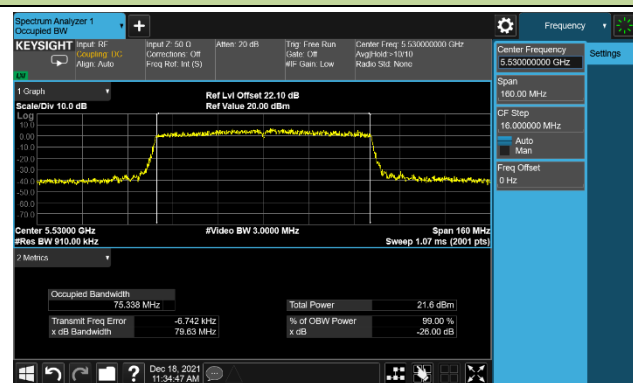 Spectrum Analyzer 1
Occupied BW
+
Frequency
KEYSIGHT
Input: RF
Coupling: DC
Align: Auto
Input Z: 50 Ω
Corrections: Off
Freq Ref: Int (S)
Atten: 20 dB
Trig: Free Run
Gate: Off
#IF Gain: Low
Center Freq: 5.530000000 GHz
Avg|Hold:>10/10
Radio Std: None
Center Frequency
5.530000000 GHz
Settings
Span
160.00 MHz
CF Step
16.000000 MHz
Auto
Man
Freq Offset
0 Hz
1 Graph
Scale/Div 10.0 dB
Ref Lvl Offset 22.10 dB
Ref Value 20.00 dBm
Log
10.0
0.00
-10.0
-20.0
-30.0
-40.0
-50.0
-60.0
-70.0
Center 5.53000 GHz
#Res BW 910.00 kHz
#Video BW 3.0000 MHz
Span 160 MHz
Sweep 1.07 ms (2001 pts)
2 Metrics
Occupied Bandwidth
75.338 MHz
Total Power 21.6 dBm
Transmit Freq Error -6.742 kHz
% of OBW Power 99.00 %
x dB Bandwidth 79.63 MHz
x dB -26.00 dB
?
Dec 18, 2021
11:34:47 AM